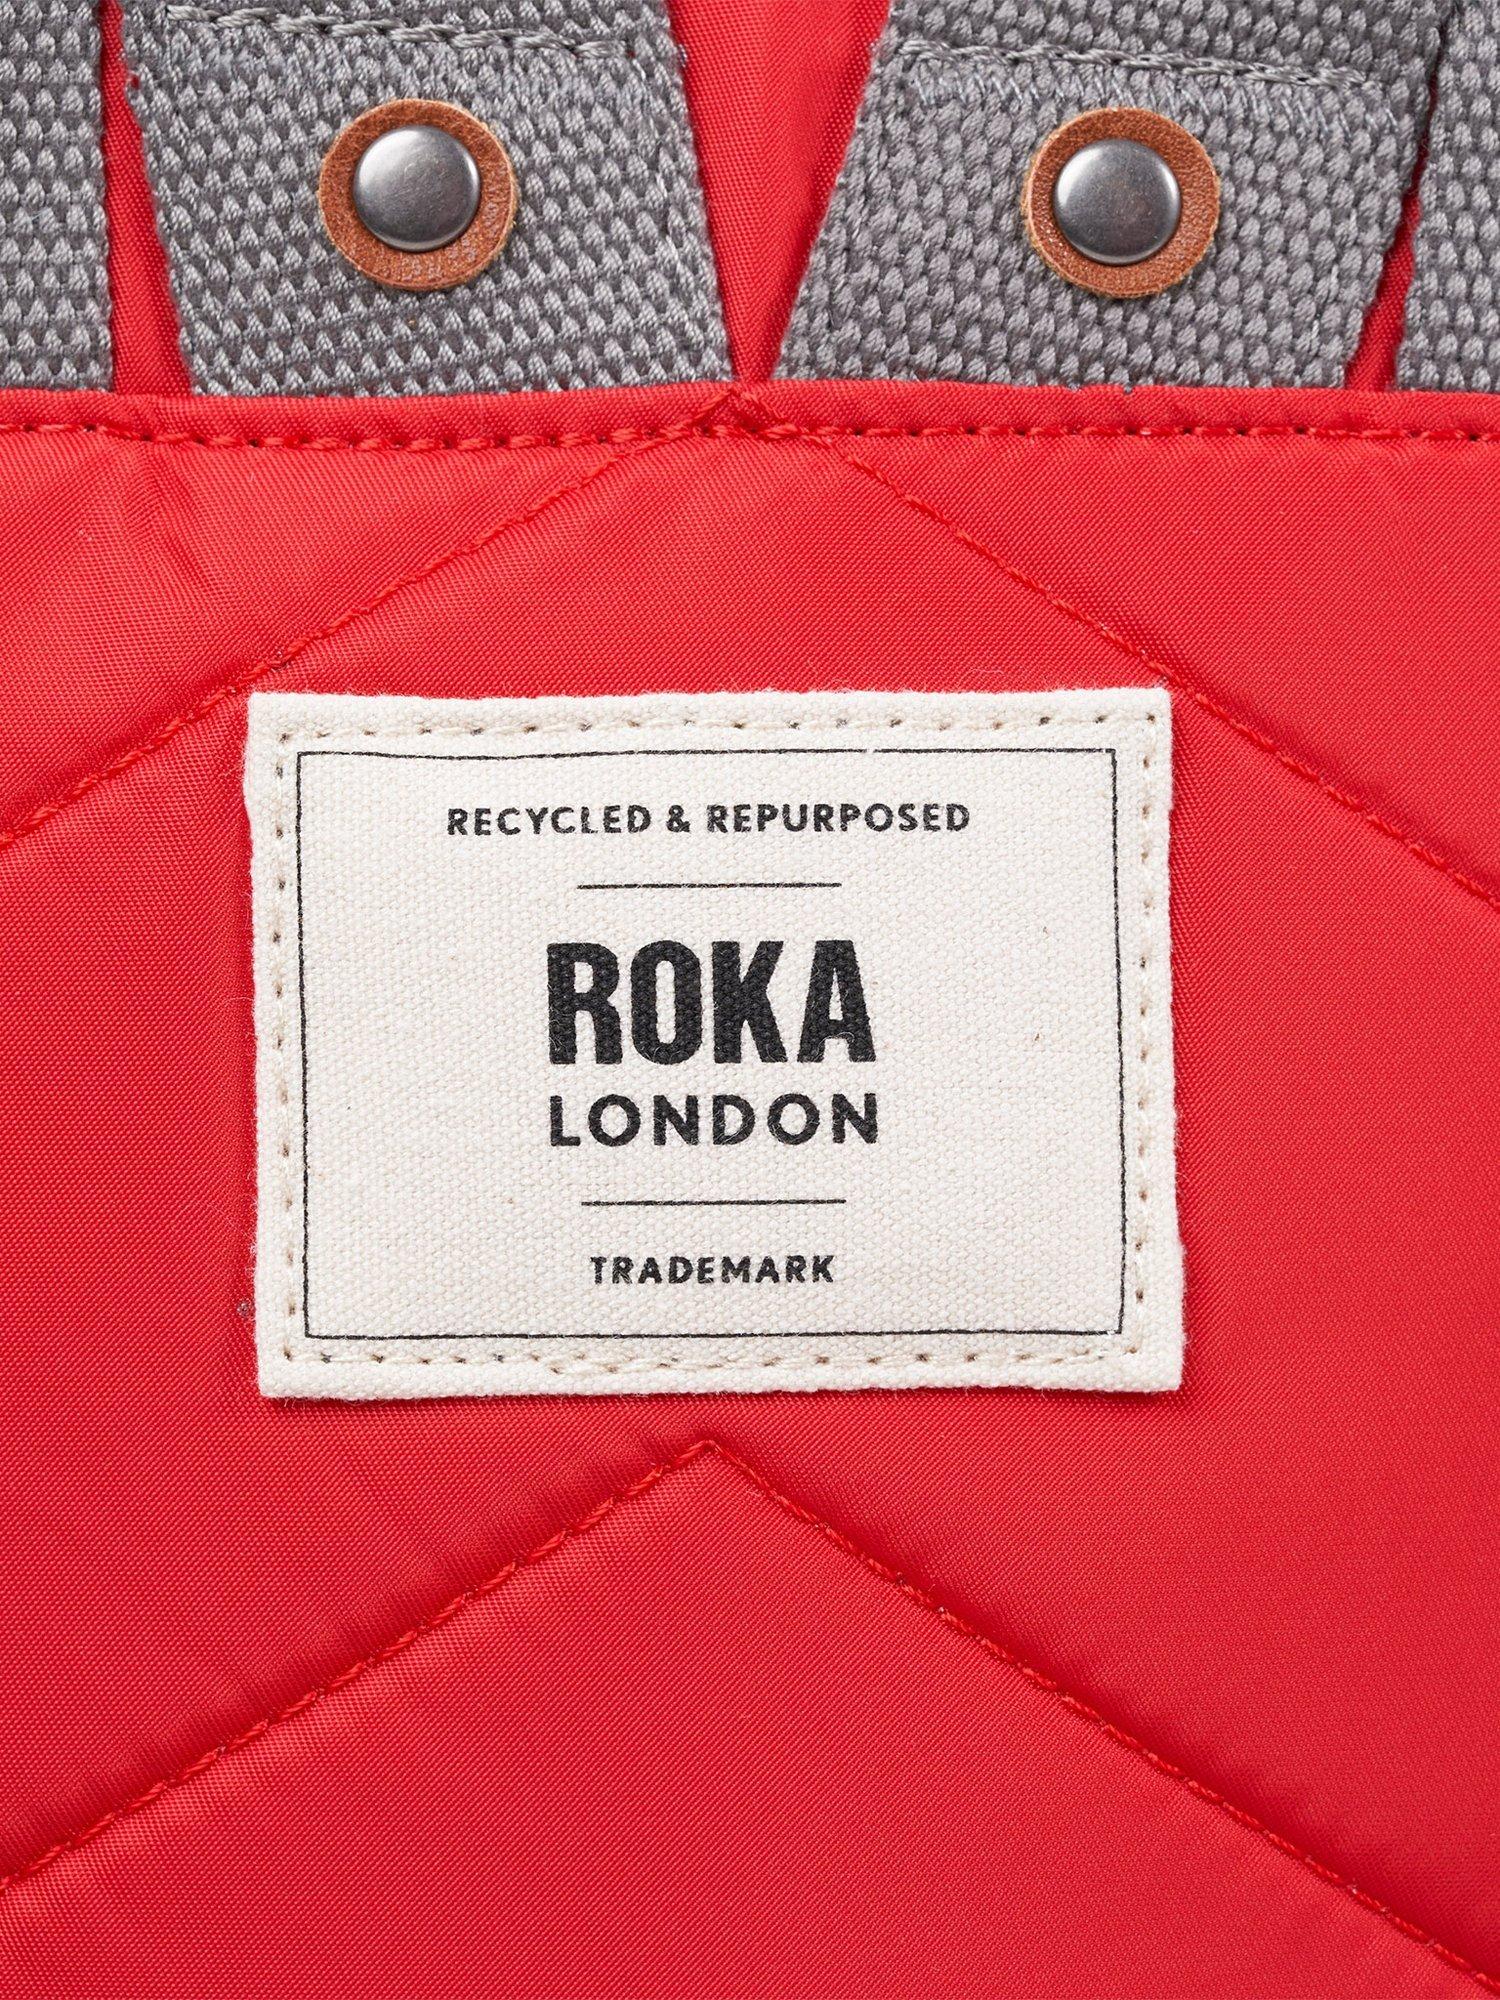 RECYCLED & REPURPOSED
ROKA
LONDON
TRADEMARK